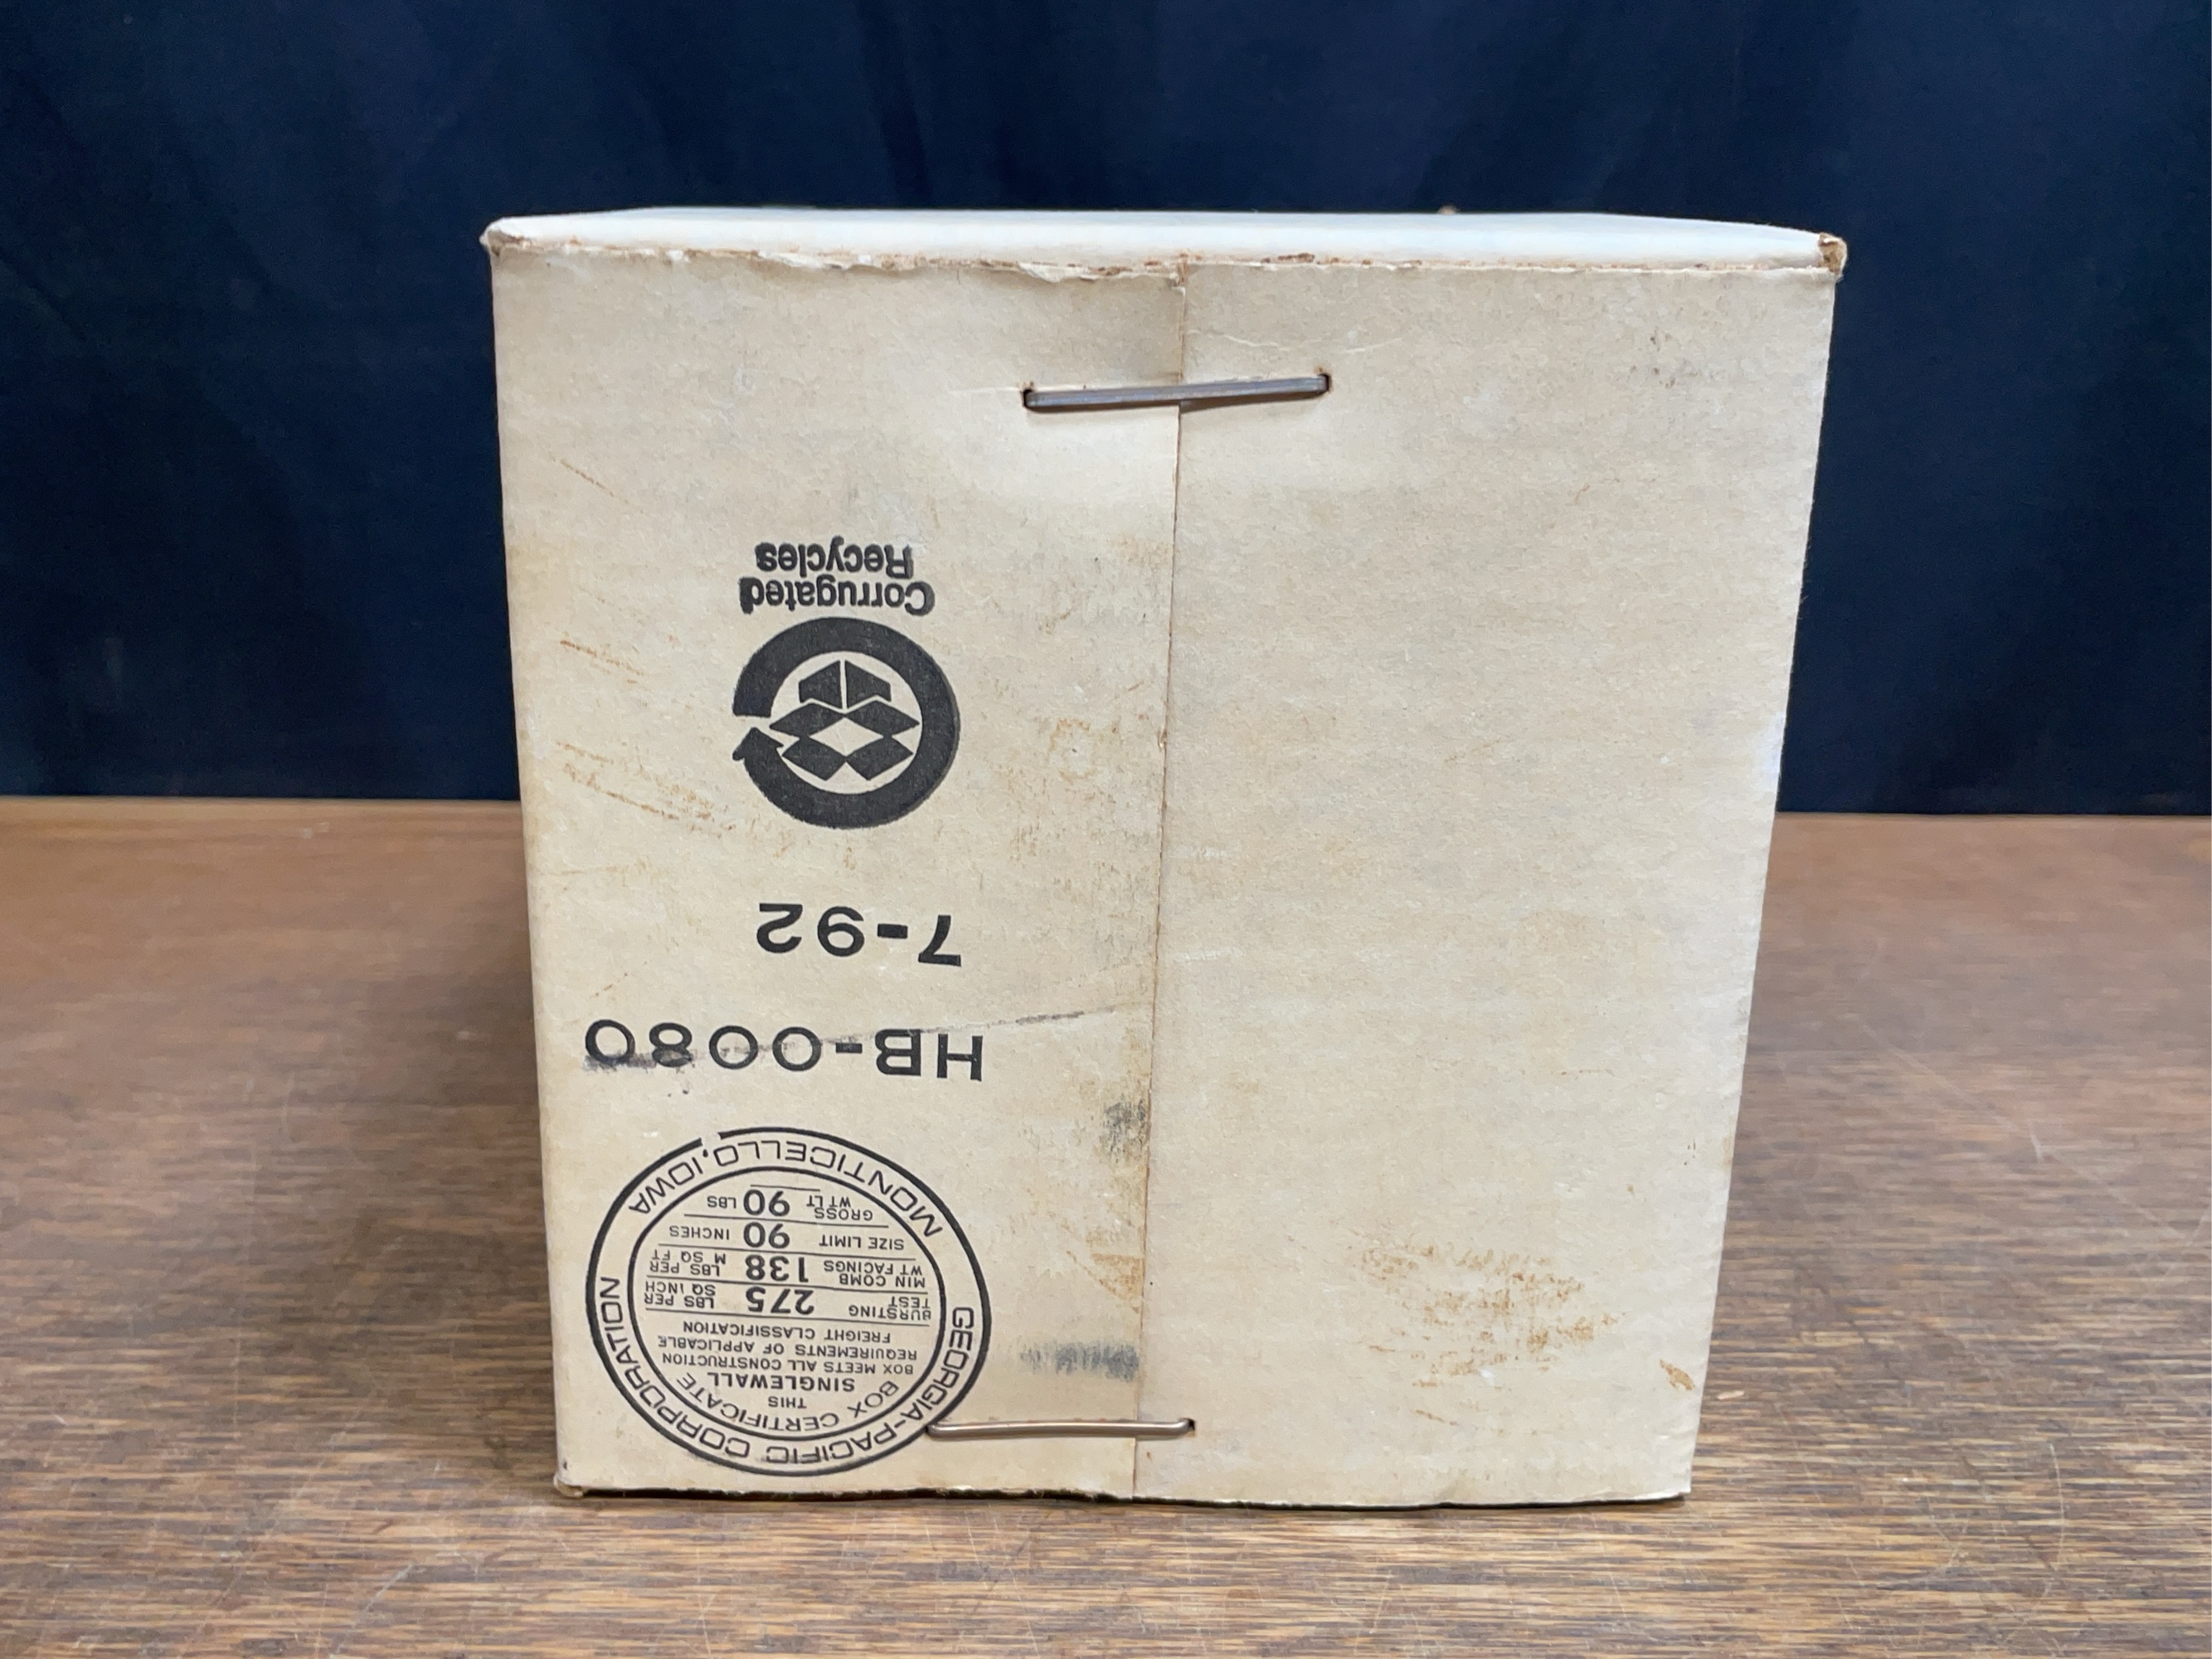 GEORGIA-PACIFIC CORPORATION
BOX CERTIFICATE
THIS
SINGLEWALL
BOX MEETS ALL CONSTRUCTION
REQUIREMENTS OF APPLICABLE
FREIGHT CLASSIFICATION
BURSTING TEST 275 LBS PER SQ INCH
MIN COMB WT FACINGS 138 LBS PER M SQ FT
SIZE LIMIT 90 INCHES
GROSS WT LT 90 LBS
MONTICELLO, IOWA
HB-0080
7-92
Corrugated
Recycles